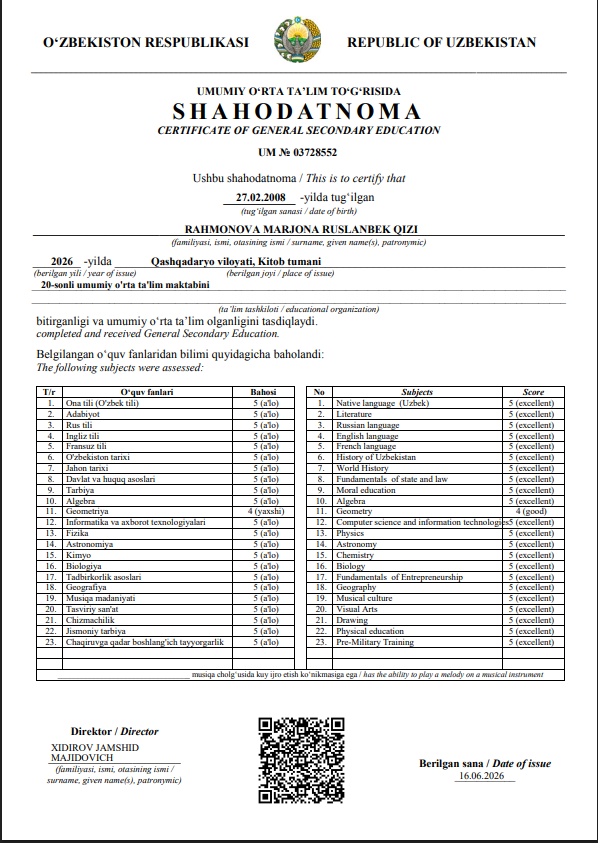 O‘ZBEKISTON RESPUBLIKASI REPUBLIC OF UZBEKISTAN
UMUMIY O‘RTA TA’LIM TO‘G‘RISIDA
SHAHODATNOMA
CERTIFICATE OF GENERAL SECONDARY EDUCATION
UM № 03728552
Ushbu shahodatnoma / This is to certify that
27.02.2008 -yilda tug‘ilgan
(tug‘ilgan sanasi / date of birth)
RAHMONOVA MARJONA RUSLANBEK QIZI
(familiyasi, ismi, otasining ismi / surname, given name(s), patronymic)
2026 -yilda Qashqadaryo viloyati, Kitob tumani
(berilgan yili / year of issue) (berilgan joyi / place of issue)
20-sonli umumiy o'rta ta'lim maktabini
(ta’lim tashkiloti / educational organization)
bitirganligi va umumiy o‘rta ta’lim olganligini tasdiqlaydi.
completed and received General Secondary Education.
Belgilangan o‘quv fanlaridan bilimi quyidagicha baholandi:
The following subjects were assessed:
T/r O‘quv fanlari Bahosi No Subjects Score
1. Ona tili (O'zbek tili) 5 (a'lo) 1. Native language (Uzbek) 5 (excellent)
2. Adabiyot 5 (a'lo) 2. Literature 5 (excellent)
3. Rus tili 5 (a'lo) 3. Russian language 5 (excellent)
4. Ingliz tili 5 (a'lo) 4. English language 5 (excellent)
5. Fransuz tili 5 (a'lo) 5. French language 5 (excellent)
6. O'zbekiston tarixi 5 (a'lo) 6. History of Uzbekistan 5 (excellent)
7. Jahon tarixi 5 (a'lo) 7. World History 5 (excellent)
8. Davlat va huquq asoslari 5 (a'lo) 8. Fundamentals of state and law 5 (excellent)
9. Tarbiya 5 (a'lo) 9. Moral education 5 (excellent)
10. Algebra 5 (a'lo) 10. Algebra 5 (excellent)
11. Geometriya 4 (yaxshi) 11. Geometry 4 (good)
12. Informatika va axborot texnologiyalari 5 (a'lo) 12. Computer science and information technologies 5 (excellent)
13. Fizika 5 (a'lo) 13. Physics 5 (excellent)
14. Astronomiya 5 (a'lo) 14. Astronomy 5 (excellent)
15. Kimyo 5 (a'lo) 15. Chemistry 5 (excellent)
16. Biologiya 5 (a'lo) 16. Biology 5 (excellent)
17. Tadbirkorlik asoslari 5 (a'lo) 17. Fundamentals of Entrepreneurship 5 (excellent)
18. Geografiya 5 (a'lo) 18. Geography 5 (excellent)
19. Musiqa madaniyati 5 (a'lo) 19. Musical culture 5 (excellent)
20. Tasviriy san'at 5 (a'lo) 20. Visual Arts 5 (excellent)
21. Chizmachilik 5 (a'lo) 21. Drawing 5 (excellent)
22. Jismoniy tarbiya 5 (a'lo) 22. Physical education 5 (excellent)
23. Chaqiruvga qadar boshlang'ich tayyorgarlik 5 (a'lo) 23. Pre-Military Training 5 (excellent)
musiqa cholg‘usida kuy ijro etish ko‘nikmasiga ega / has the ability to play a melody on a musical instrument
Direktor / Director
XIDIROV JAMSHID
MAJIDOVICH
(familiyasi, ismi, otasining ismi /
surname, given name(s), patronymic)
Berilgan sana / Date of issue
16.06.2026